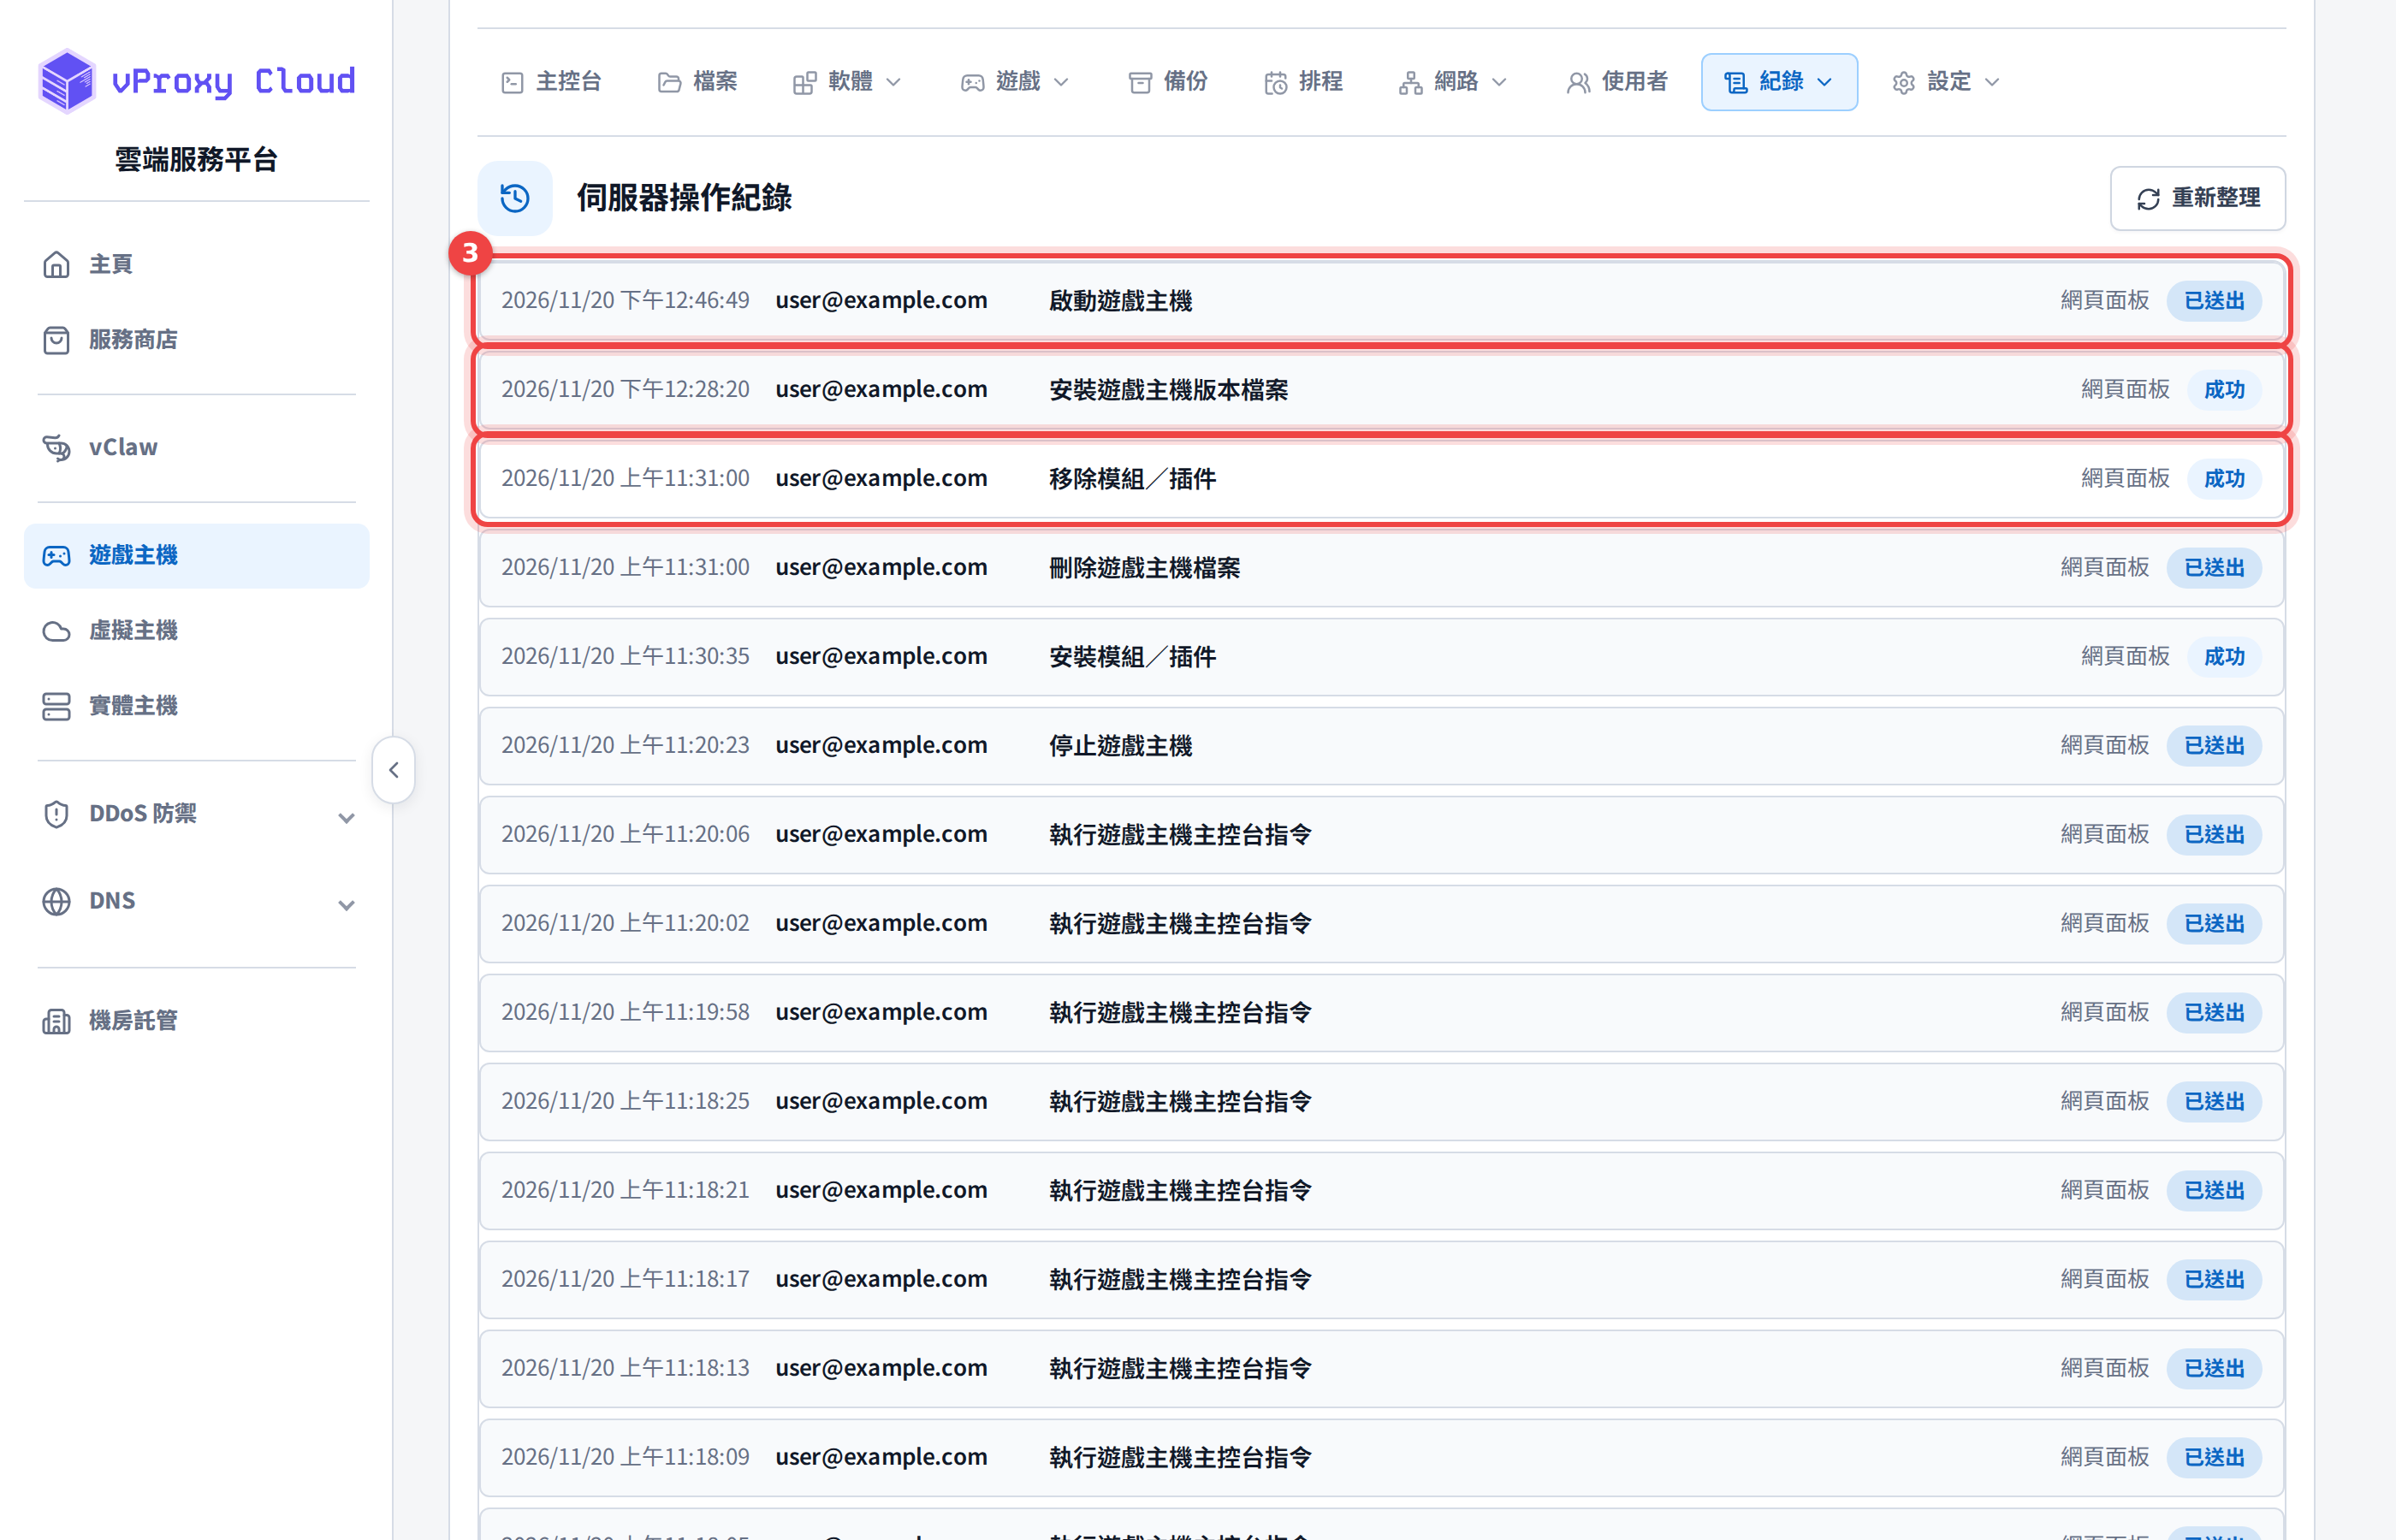 vProxy Cloud
雲端服務平台
主頁
服務商店
vClaw
遊戲主機
虛擬主機
實體主機
DDoS 防禦
DNS
機房託管
主控台 檔案 軟體 遊戲 備份 排程 網路 使用者 紀錄 設定
伺服器操作紀錄 重新整理
3
2026/11/20 下午12:46:49 user@example.com 啟動遊戲主機 網頁面板 已送出
2026/11/20 下午12:28:20 user@example.com 安裝遊戲主機版本檔案 網頁面板 成功
2026/11/20 上午11:31:00 user@example.com 移除模組／插件 網頁面板 成功
2026/11/20 上午11:31:00 user@example.com 刪除遊戲主機檔案 網頁面板 已送出
2026/11/20 上午11:30:35 user@example.com 安裝模組／插件 網頁面板 成功
2026/11/20 上午11:20:23 user@example.com 停止遊戲主機 網頁面板 已送出
2026/11/20 上午11:20:06 user@example.com 執行遊戲主機主控台指令 網頁面板 已送出
2026/11/20 上午11:20:02 user@example.com 執行遊戲主機主控台指令 網頁面板 已送出
2026/11/20 上午11:19:58 user@example.com 執行遊戲主機主控台指令 網頁面板 已送出
2026/11/20 上午11:18:25 user@example.com 執行遊戲主機主控台指令 網頁面板 已送出
2026/11/20 上午11:18:21 user@example.com 執行遊戲主機主控台指令 網頁面板 已送出
2026/11/20 上午11:18:17 user@example.com 執行遊戲主機主控台指令 網頁面板 已送出
2026/11/20 上午11:18:13 user@example.com 執行遊戲主機主控台指令 網頁面板 已送出
2026/11/20 上午11:18:09 user@example.com 執行遊戲主機主控台指令 網頁面板 已送出